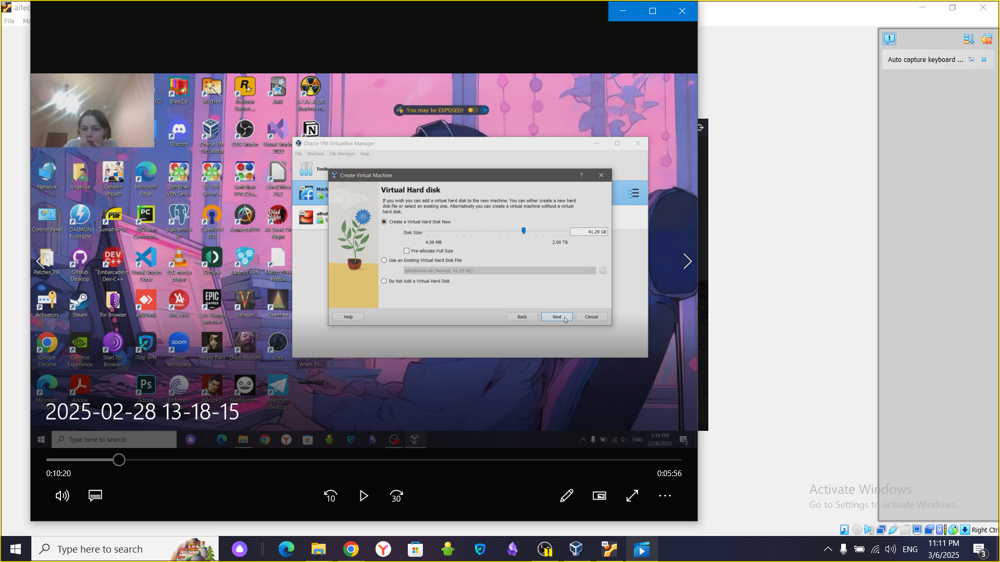 aifed
File Ma
Auto capture keyboard ...
(C)
BreeZip
WizTree
Rockstar Games ...
Anki
S.T.A.L.K.E.R. Shadow of...
You may be EXPOSED!
Discord
Oracle VM VirtualBox
OBS Studio
Visual Studio 2022
Oracle VM VirtualBox Manager
File Machine File Manager Help
Tools
Mach
aifed
Network
Angelika
Genshin Impact
Microsoft Edge
SoftEther VPN Serv...
SE-VPN Server ...
SoftEther VPN Clie...
LibreOffice 24.2
Create Virtual Machine
Virtual Hard disk
If you wish you can add a virtual hard disk to the new machine. You can either create a new hard
disk file or select an existing one. Alternatively you can create a virtual machine without a virtual
hard disk.
Create a Virtual Hard Disk Now
Disk Size:
41.29 GB
4.00 MB 2.00 TB
Pre-allocate Full Size
Use an Existing Virtual Hard Disk File
aifedorova.vdi (Normal, 41.29 GB)
Do Not Add a Virtual Hard Disk
Help Back Next Cancel
Control Panel
DAEMON Tools Lite
SumatraPDF
PyCharm Communi...
pgAdmin 4 v7
OpenVPN GUI
AmneziaVPN
At Dead Of Night
Patches_FIX
GitHub Desktop
Embarcadero Dev-C++
Visual Studio Code
VLC media player
Outline
Radmin VPN
Metro 2033 Redux
Activators
Steam
Tor Browser
AnyDesk
AniLibrix
Epic Games Launcher
Valheim
Oxenfree
Google Chrome
GeForce Experience
Start Tor Browser
iTop VPN
Zoom Workplace
Heavy Rain
Disco Elysium
Eliza
When Th...
Microsoft
Adobe
Adobe
BitTorrent
Yakuza 0
NieRAutom...
Telegram Desktop
2025-02-28 13-18-15
Type here to search
ENG
1:19 PM
2/28/2025
3
0:10:20
0:05:56
10
30
Activate Windows
Go to Settings to activate Windows.
Right Ctrl
Type here to search
ENG
11:11 PM
3/6/2025
3